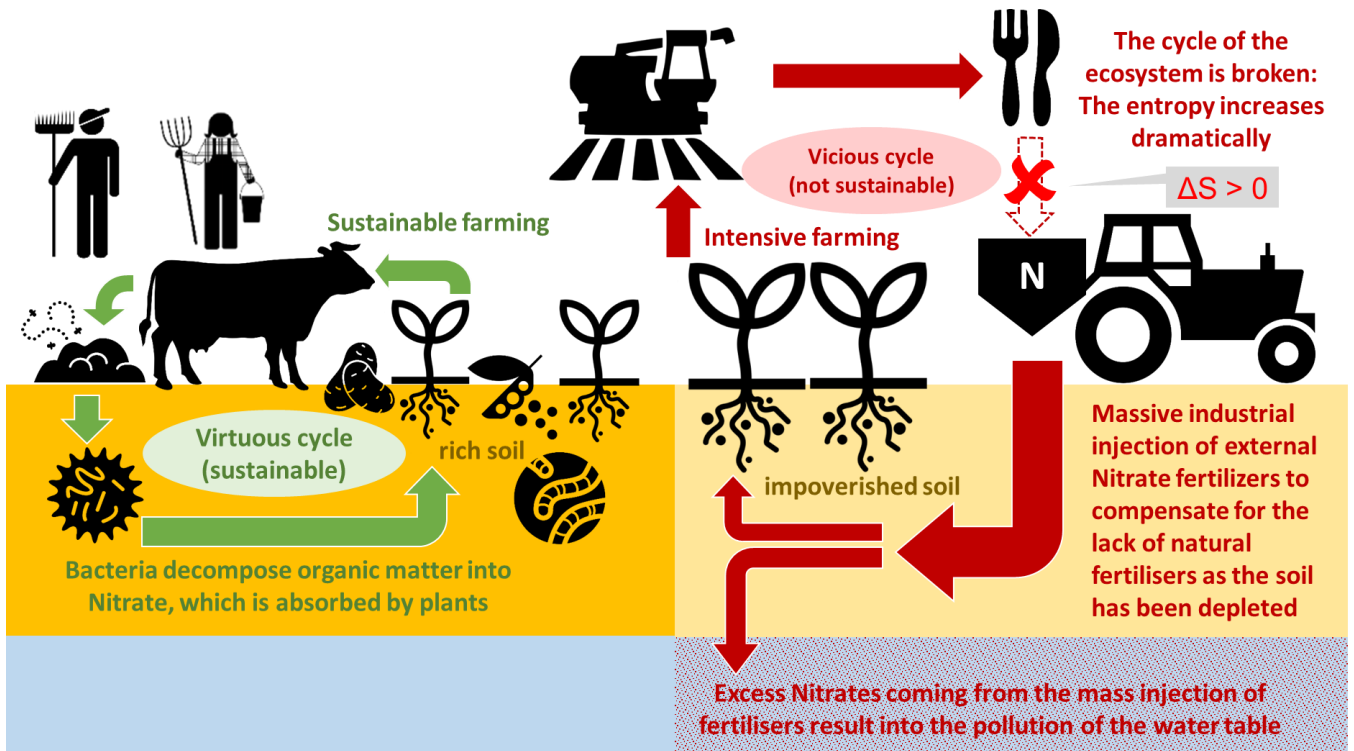 The cycle of the
ecosystem is broken:
The entropy increases
dramatically
Vicious cycle
(not sustainable)
ΔS > 0
Sustainable farming
Intensive farming
N
Virtuous cycle
(sustainable)
rich soil
impoverished soil
Bacteria decompose organic matter into
Nitrate, which is absorbed by plants
Massive industrial
injection of external
Nitrate fertilizers to
compensate for the
lack of natural
fertilisers as the soil
has been depleted
Excess Nitrates coming from the mass injection of
fertilisers result into the pollution of the water table